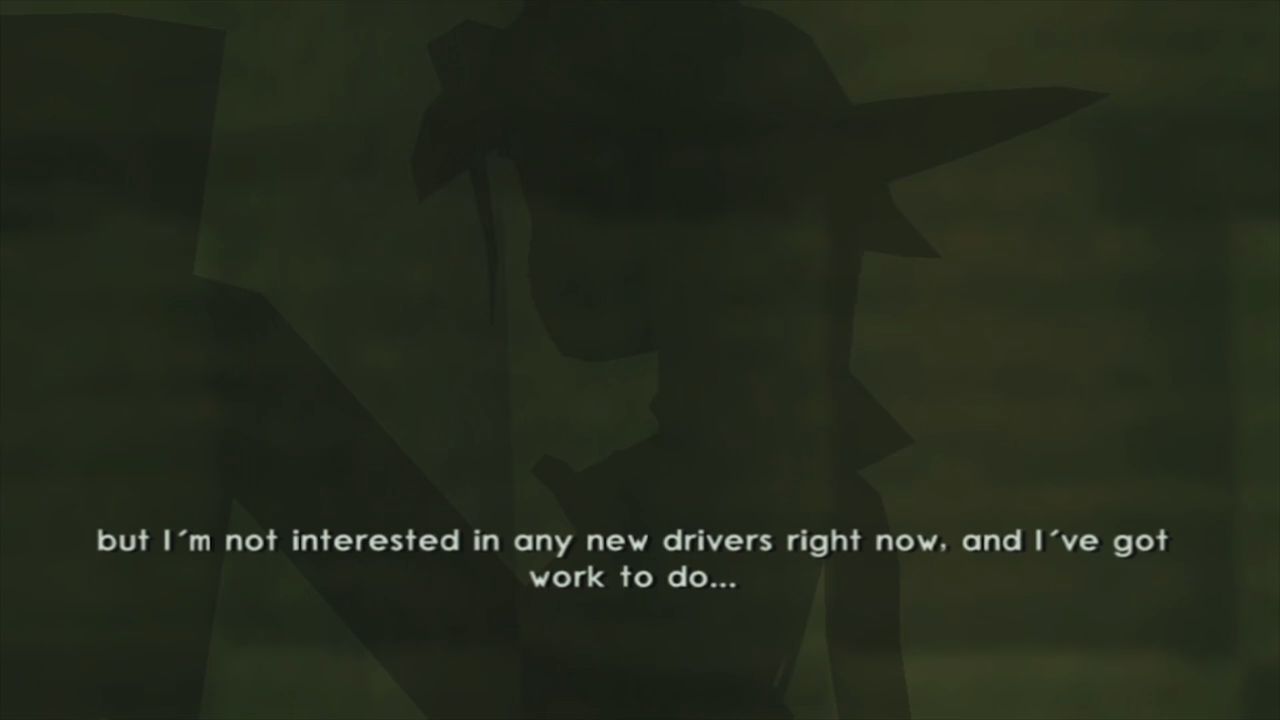 but I´m not interested in any new drivers right now, and I´ve got
work to do...